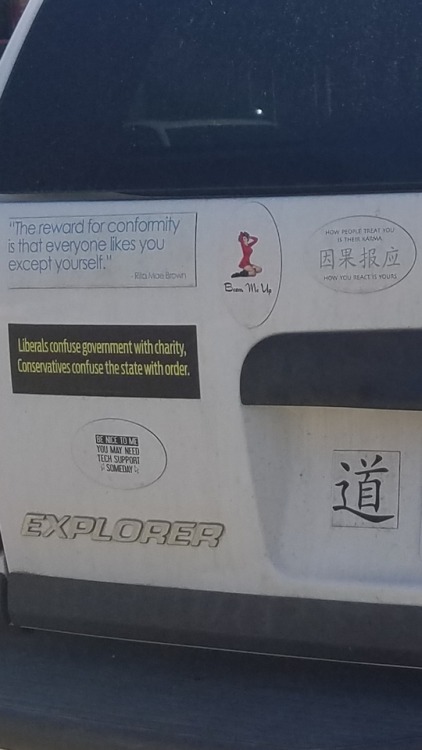 "The reward for conformity
is that everyone likes you
except yourself."
- Rita Mae Brown
Beam Me Up
HOW PEOPLE TREAT YOU
IS THEIR KARMA
因果报应
HOW YOU REACT IS YOURS
Liberals confuse government with charity,
Conservatives confuse the state with order.
BE NICE TO ME
YOU MAY NEED
TECH SUPPORT
SOMEDAY
道
EXPLORER